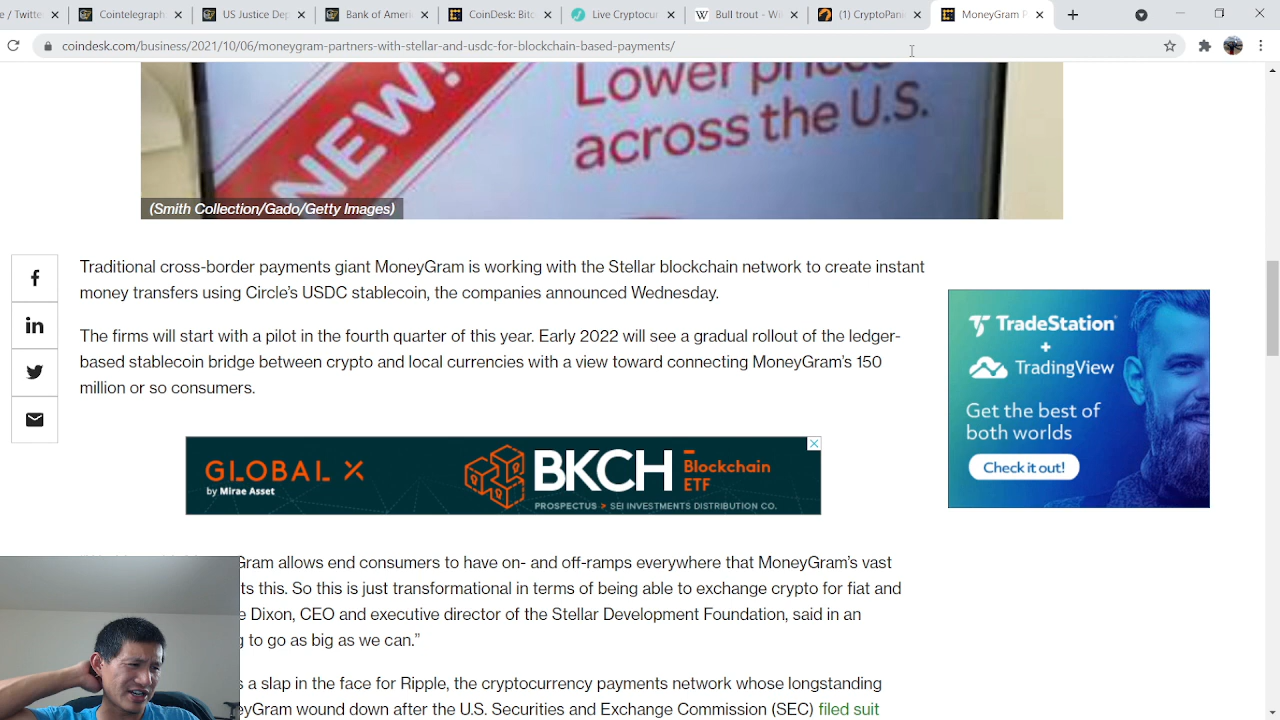 e / Twitte
Cointelegraph
US Justice Dep
Bank of Ameri
CoinDesk Bitc
Live Cryptocur
Bull trout - Wi
(1) CryptoPane
MoneyGram P
coindesk.com/business/2021/10/06/moneygram-partners-with-stellar-and-usdc-for-blockchain-based-payments/
NEW!
Lower prices
across the U.S.
(Smith Collection/Gado/Getty Images)
Traditional cross-border payments giant MoneyGram is working with the Stellar blockchain network to create instant
money transfers using Circle's USDC stablecoin, the companies announced Wednesday.
The firms will start with a pilot in the fourth quarter of this year. Early 2022 will see a gradual rollout of the ledger-
based stablecoin bridge between crypto and local currencies with a view toward connecting MoneyGram's 150
million or so consumers.
TradeStation
+
TradingView
Get the best of
both worlds
Check it out!
GLOBAL X
by Mirae Asset
BKCH
Blockchain
ETF
PROSPECTUS > SEI INVESTMENTS DISTRIBUTION CO.
Gram allows end consumers to have on- and off-ramps everywhere that MoneyGram's vast
ts this. So this is just transformational in terms of being able to exchange crypto for fiat and
e Dixon, CEO and executive director of the Stellar Development Foundation, said in an
g to go as big as we can."
s a slap in the face for Ripple, the cryptocurrency payments network whose longstanding
eyGram wound down after the U.S. Securities and Exchange Commission (SEC) filed suit